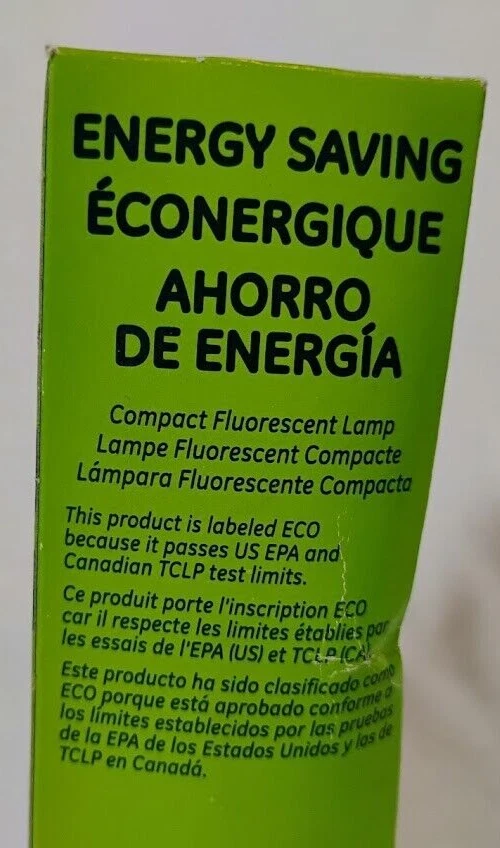 ENERGY SAVING
ÉCONERGIQUE
AHORRO
DE ENERGÍA
Compact Fluorescent Lamp
Lampe Fluorescent Compacte
Lámpara Fluorescente Compacta
This product is labeled ECO
because it passes US EPA and
Canadian TCLP test limits.
Ce produit porte l'inscription ECO
car il respecte les limites établies par
les essais de l'EPA (US) et TCLP (CA).
Este producto ha sido clasificado como
ECO porque está aprobado conforme a
los límites establecidos por las pruebas
de la EPA de los Estados Unidos y las de
TCLP en Canadá.